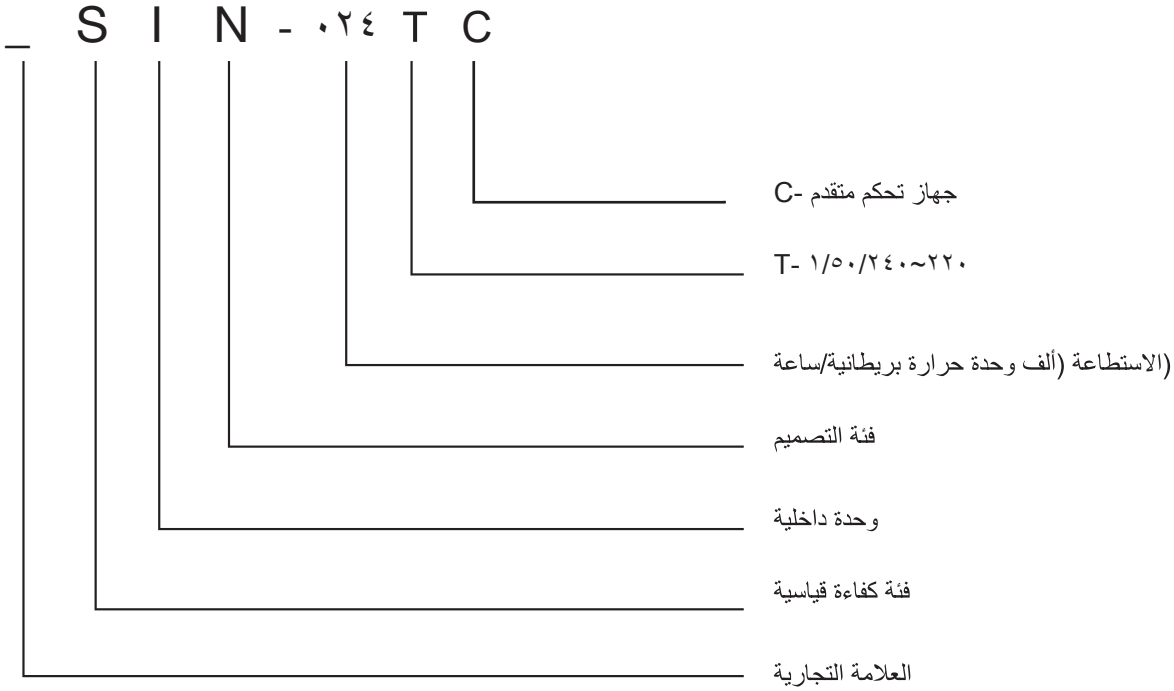 _ S I N - ٠٢٤ T C
C- جهاز تحكم متقدم
T- ٢٢٠~٢٤٠/٥٠/١
(الاستطاعة (ألف وحدة حرارة بريطانية/ساعة
فئة التصميم
وحدة داخلية
فئة كفاءة قياسية
العلامة التجارية